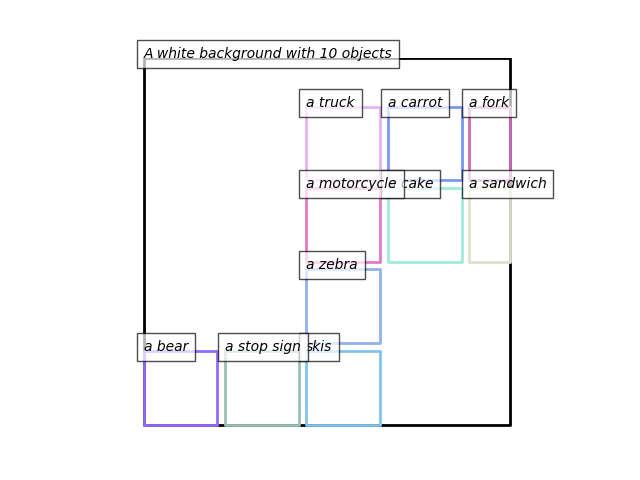 A white background with 10 objects
a truck
a carrot
a fork
a motorcycle
cake
a sandwich
a zebra
a bear
a stop sign
skis